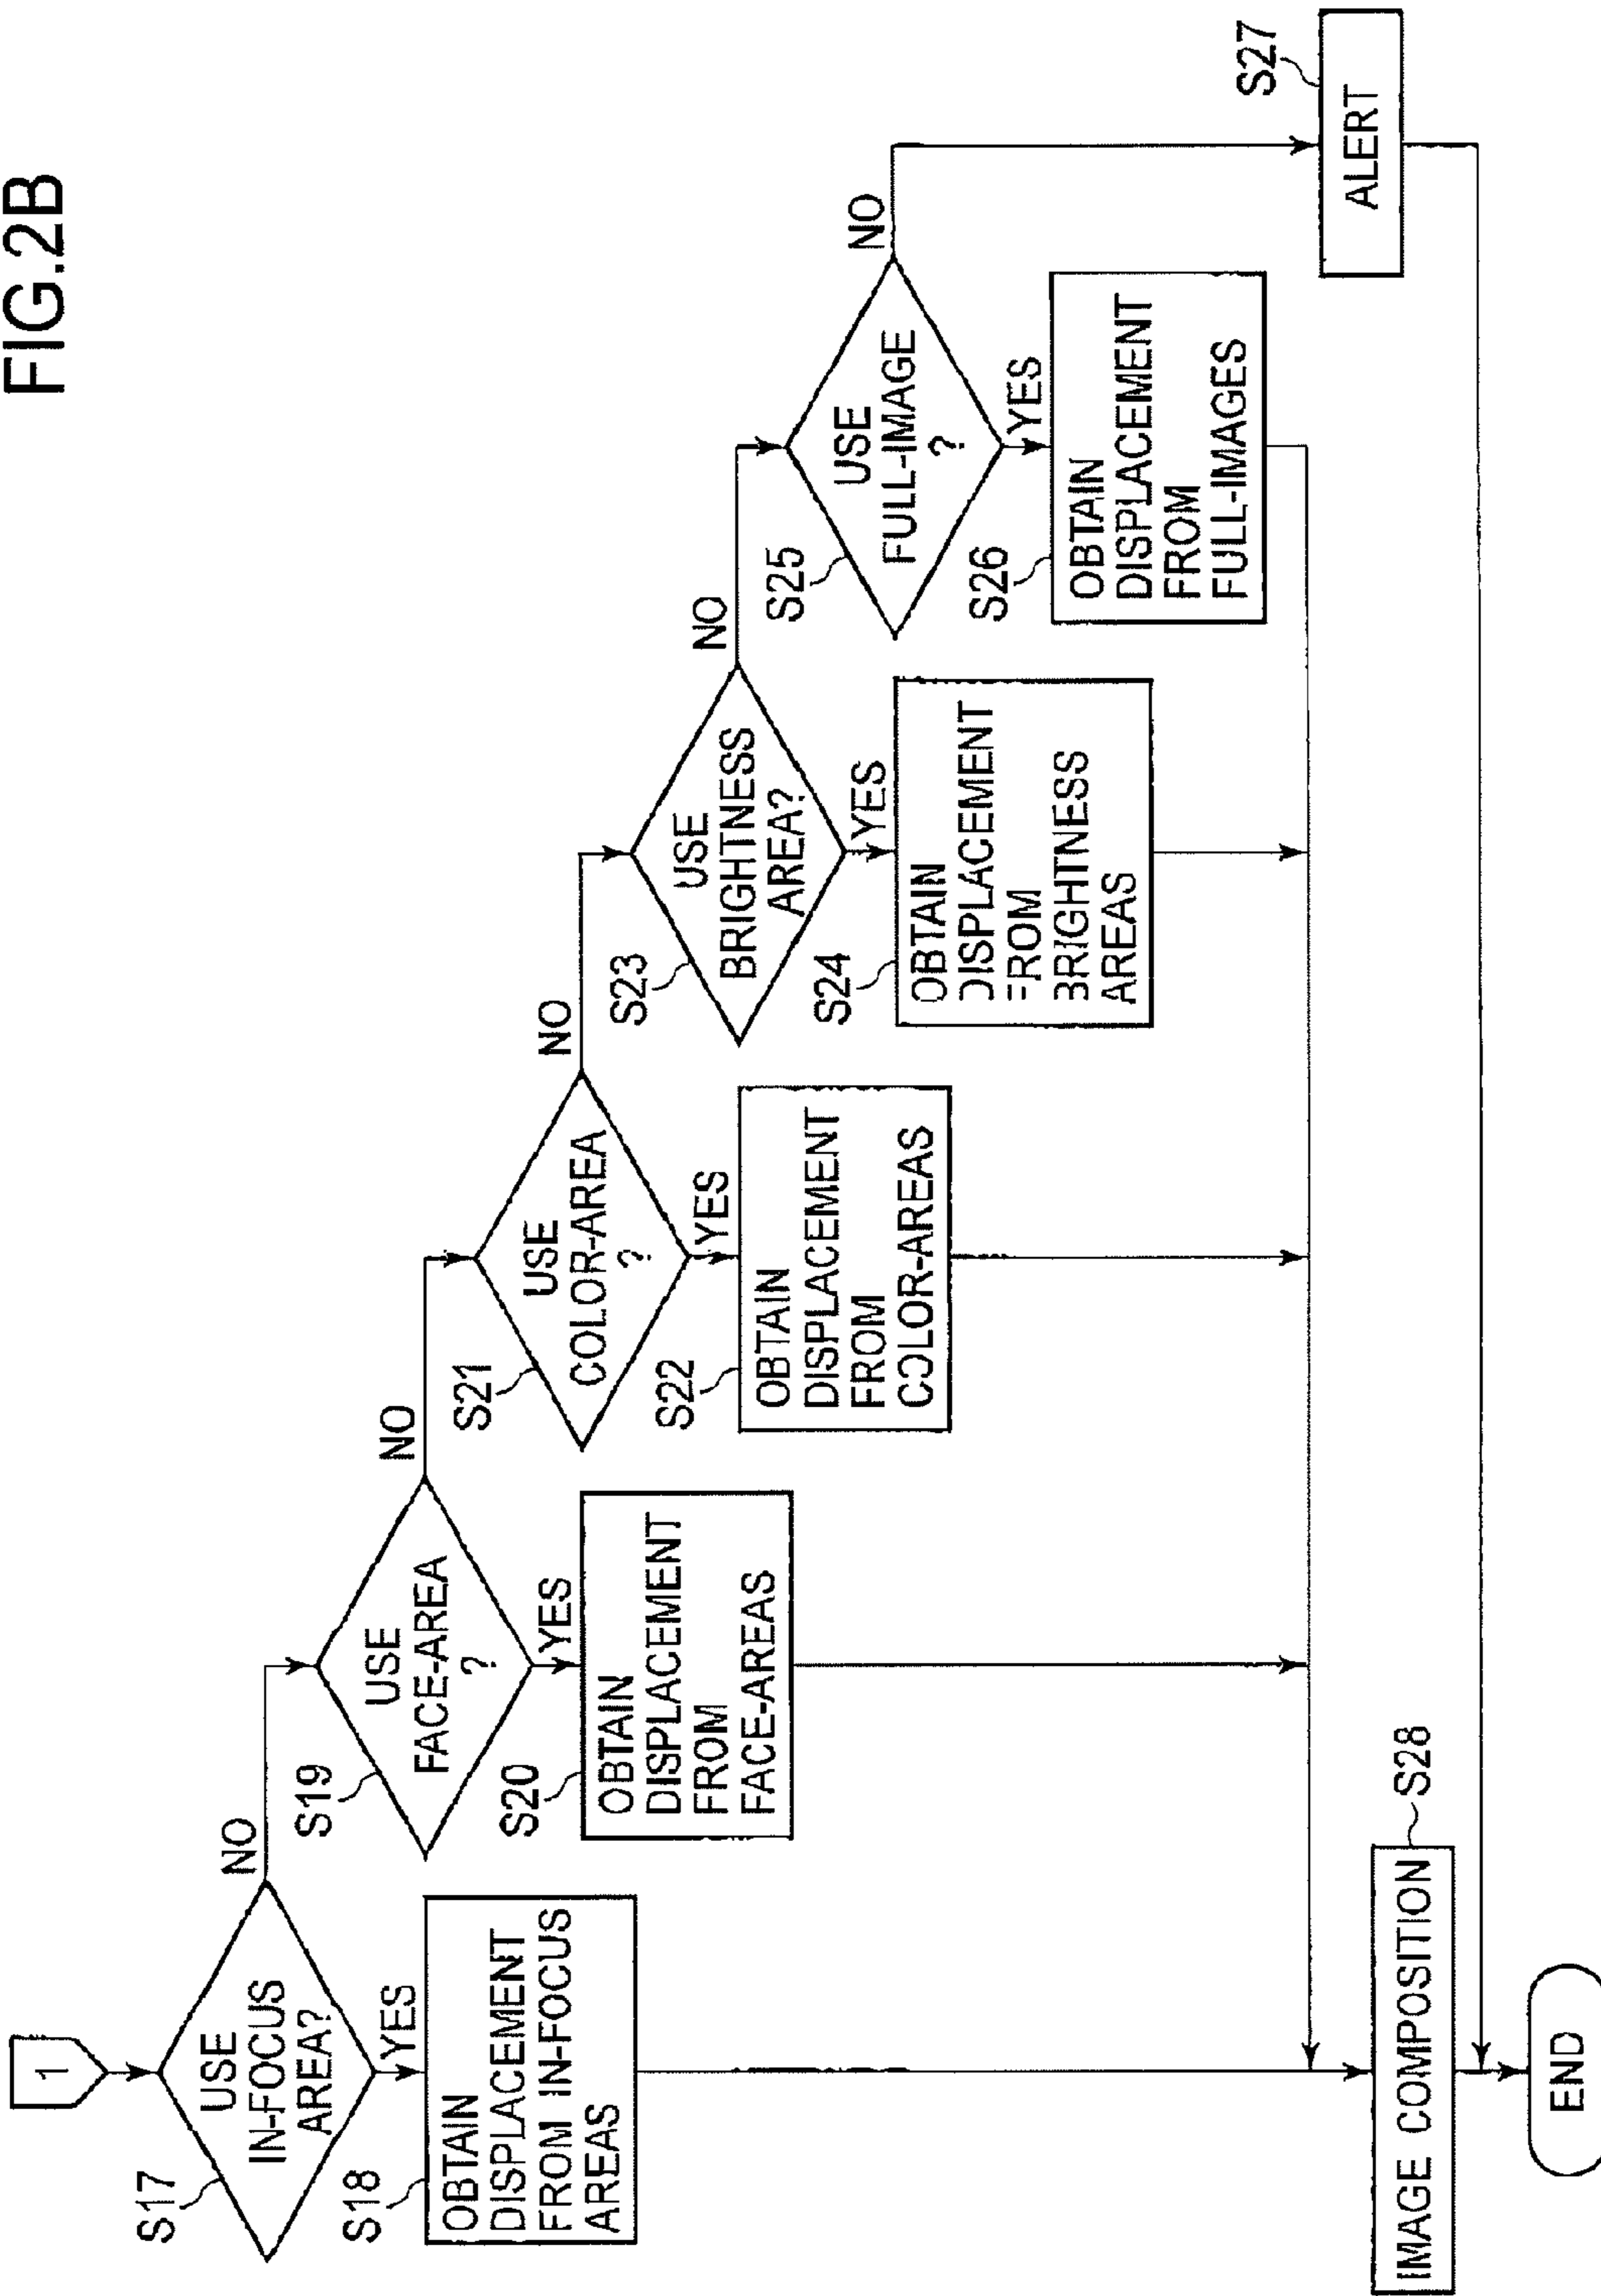 FIG.2B
1
S17
USE
IN-FOCUS
AREA?
NO
YES
S18
OBTAIN
DISPLACEMENT
FROM IN-FOCUS
AREAS
S19
USE
FACE-AREA
?
NO
YES
S20
OBTAIN
DISPLACEMENT
FROM
FACE-AREAS
S21
USE
COLOR-AREA
?
NO
YES
S22
OBTAIN
DISPLACEMENT
FROM
COLOR-AREAS
S23
USE
BRIGHTNESS
AREA?
NO
YES
S24
OBTAIN
DISPLACEMENT
FROM
BRIGHTNESS
AREAS
S25
USE
FULL-IMAGE
?
NO
YES
S26
OBTAIN
DISPLACEMENT
FROM
FULL-IMAGES
S27
ALERT
IMAGE COMPOSITION
S28
END